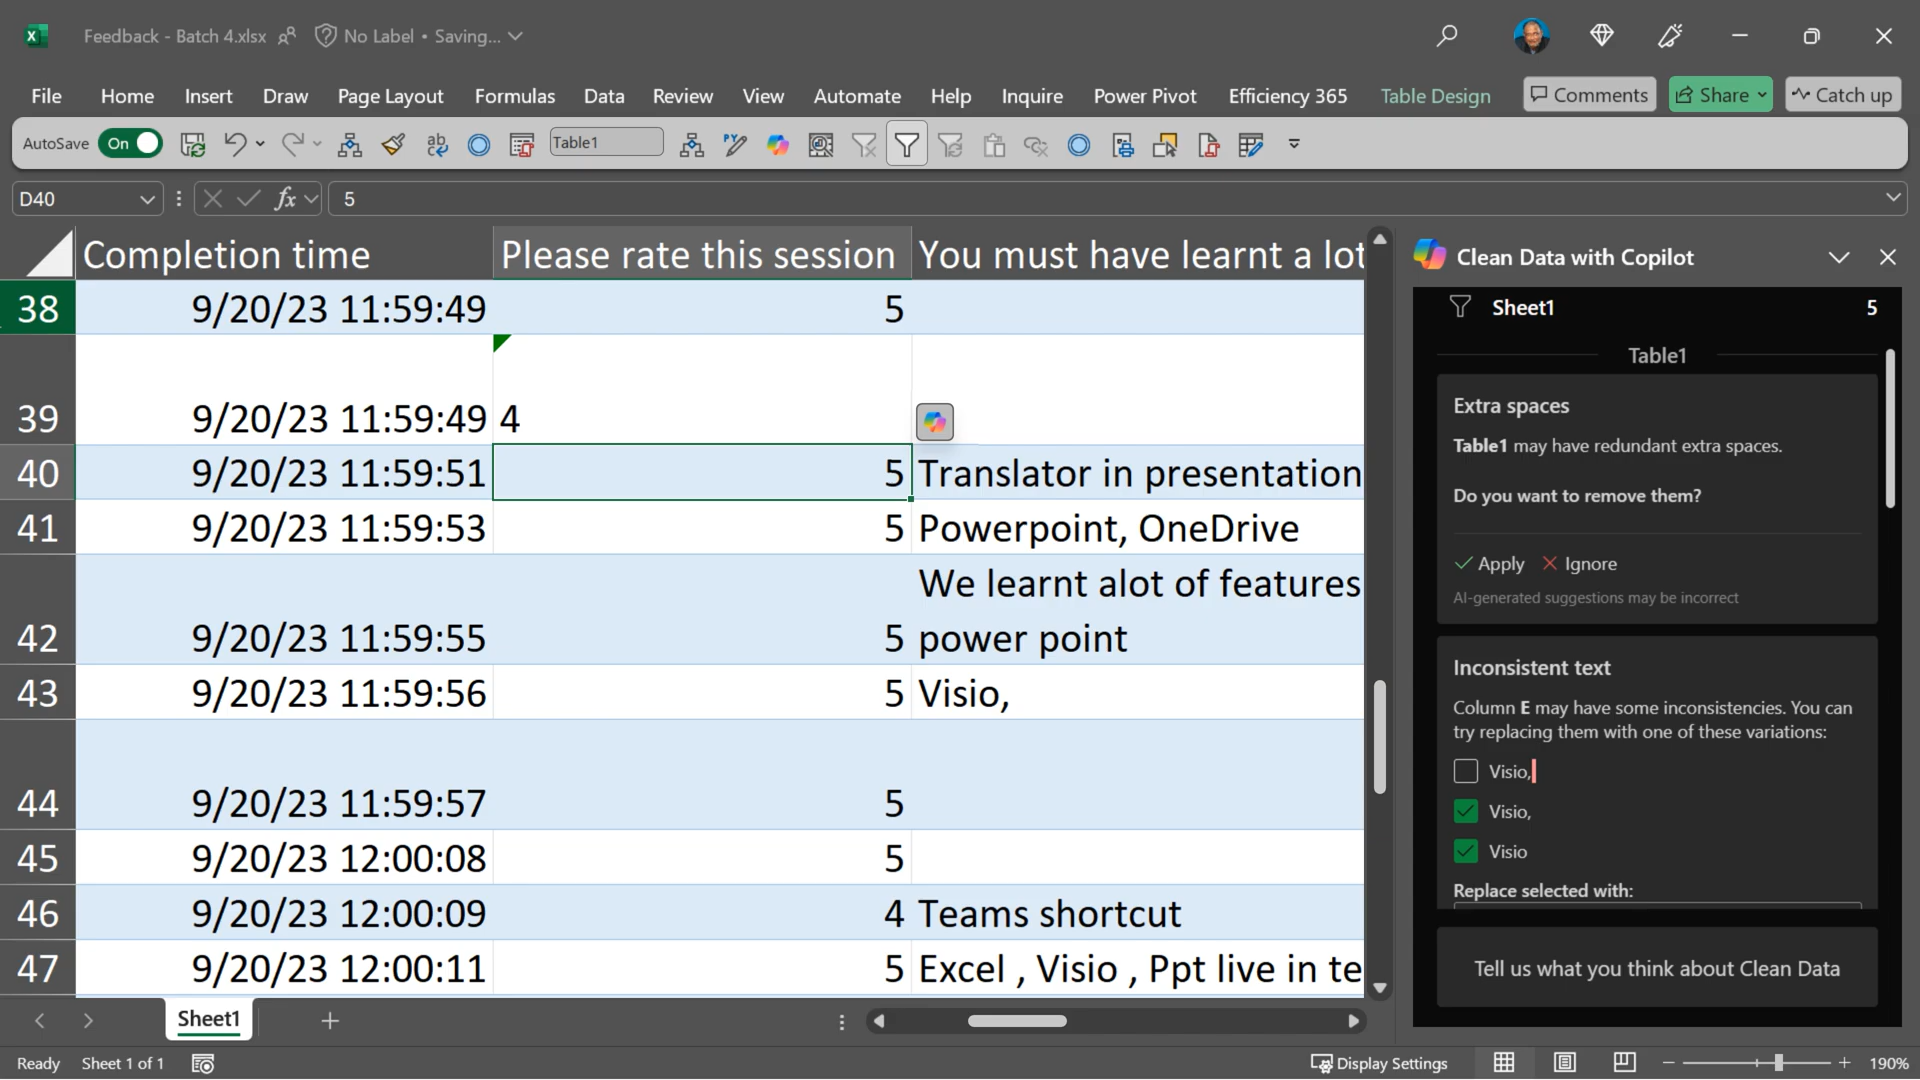 Feedback - Batch 4.xlsx
No Label • Saving...
File Home Insert Draw Page Layout Formulas Data Review View Automate Help Inquire Power Pivot Efficiency 365 Table Design Comments Share Catch up
AutoSave On Table1
D40 fx 5
Completion time Please rate this session You must have learnt a lot
38 9/20/23 11:59:49 5
39 9/20/23 11:59:49 4
40 9/20/23 11:59:51 5 Translator in presentation
41 9/20/23 11:59:53 5 Powerpoint, OneDrive
We learnt alot of features
42 9/20/23 11:59:55 5 power point
43 9/20/23 11:59:56 5 Visio,
44 9/20/23 11:59:57 5
45 9/20/23 12:00:08 5
46 9/20/23 12:00:09 4 Teams shortcut
47 9/20/23 12:00:11 5 Excel , Visio , Ppt live in te
Clean Data with Copilot
Sheet1 5
Table1
Extra spaces
Table1 may have redundant extra spaces.
Do you want to remove them?
Apply Ignore
AI-generated suggestions may be incorrect
Inconsistent text
Column E may have some inconsistencies. You can
try replacing them with one of these variations:
Visio,
Visio,
Visio
Replace selected with:
Tell us what you think about Clean Data
Sheet1
Ready Sheet 1 of 1 Display Settings 190%